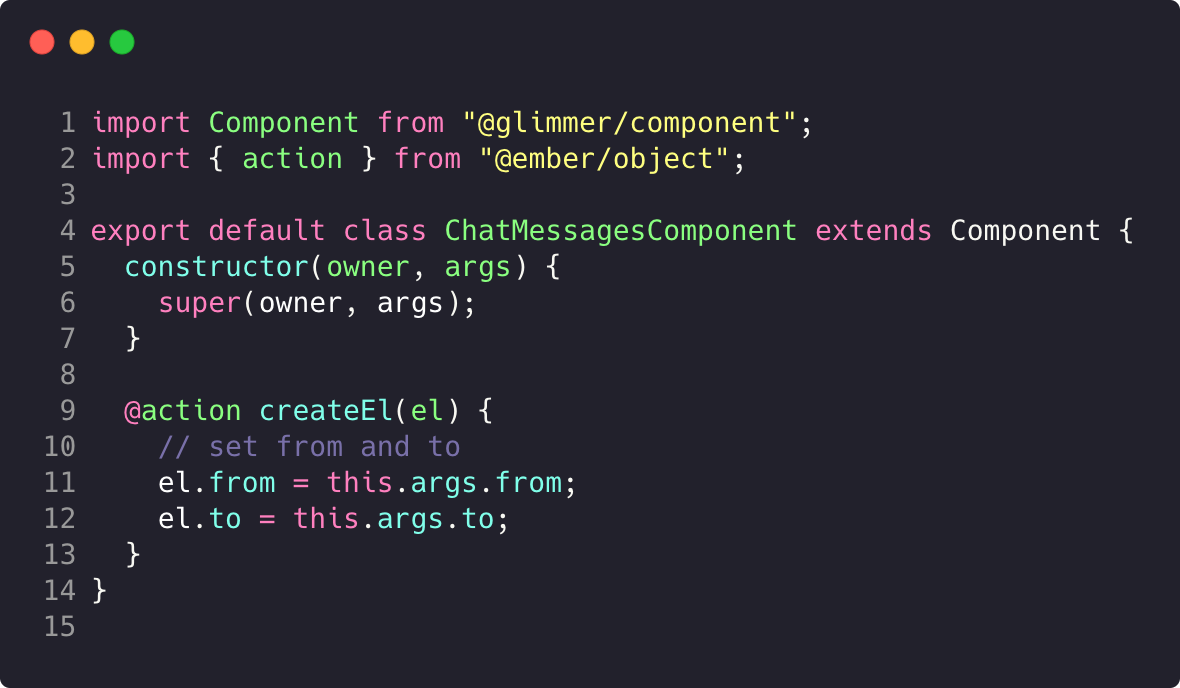 1 import Component from "@glimmer/component";
2 import { action } from "@ember/object";
3
4 export default class ChatMessagesComponent extends Component {
5   constructor(owner, args) {
6     super(owner, args);
7   }
8
9   @action createEl(el) {
10     // set from and to
11     el.from = this.args.from;
12     el.to = this.args.to;
13   }
14 }
15